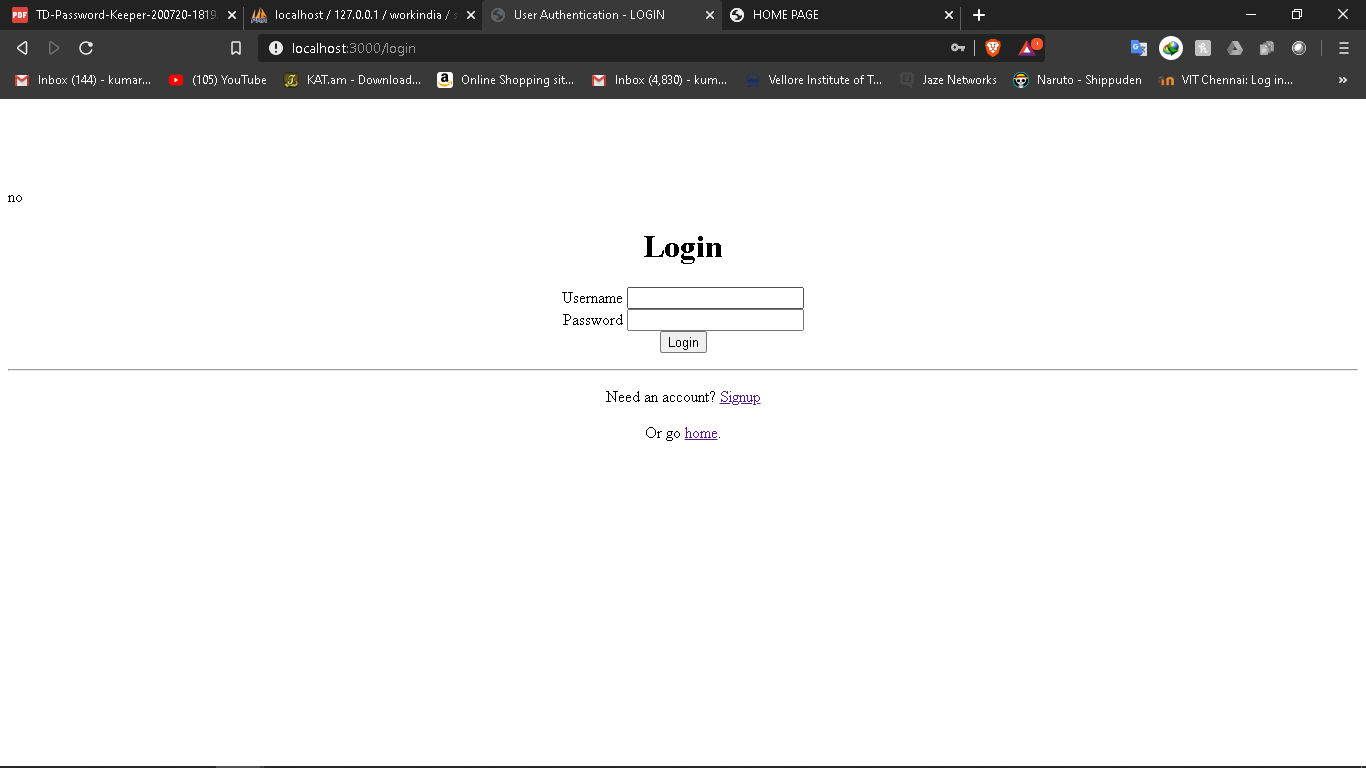 TD-Password-Keeper-200720-1819 localhost / 127.0.0.1 / workindia / s User Authentication - LOGIN HOME PAGE
localhost:3000/login
Inbox (144) - kumar... (105) YouTube KAT.am - Download... Online Shopping sit... Inbox (4,830) - kum... Vellore Institute of T... Jaze Networks Naruto - Shippuden VIT Chennai: Log in... »
no
Login
Username
Password
Login
Need an account? Signup
Or go home.